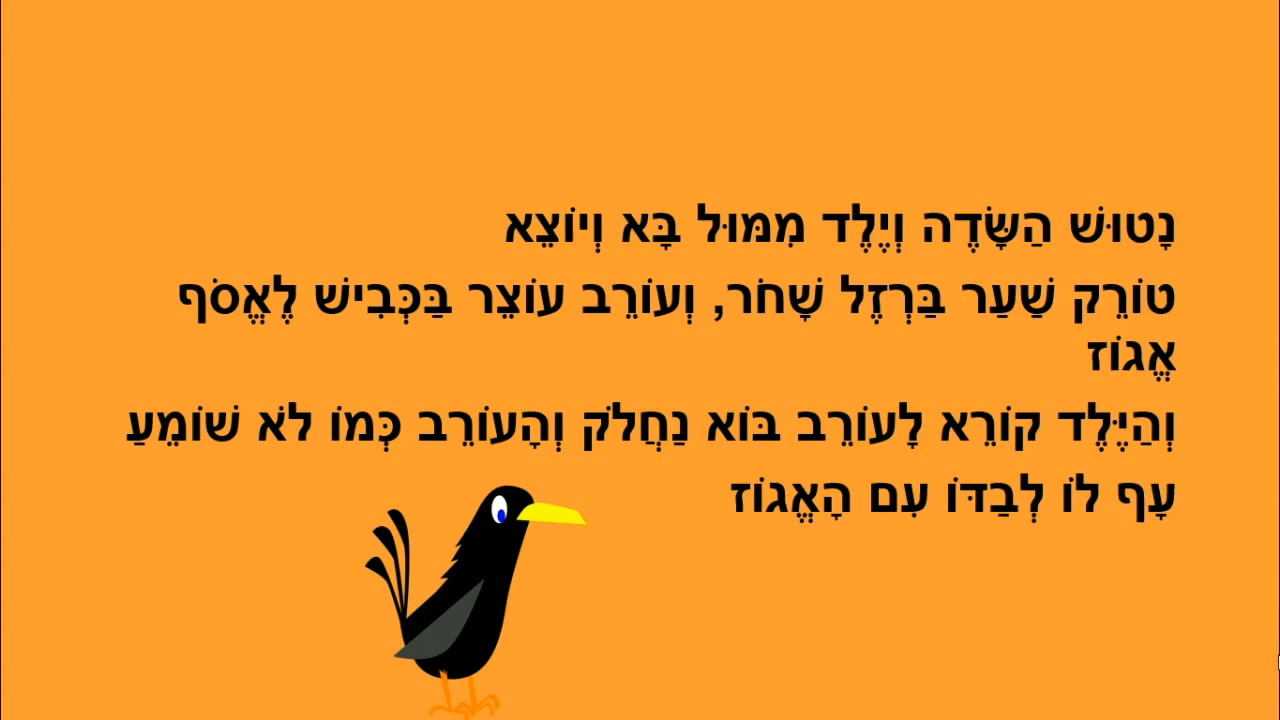 נָטוּשׁ הַשָּׂדֶה וְיֶלֶד מִמּוּל בָּא וְיוֹצֵא
טוֹרֵק שַׁעַר בַּרְזֶל שָׁחֹר, וְעוֹרֵב עוֹצֵר בַּכְּבִישׁ לֶאֱסֹף
אֱגוֹז
וְהַיֶּלֶד קוֹרֵא לָעוֹרֵב בּוֹא נַחֲלֹק וְהָעוֹרֵב כְּמוֹ לֹא שׁוֹמֵעַ
עָף לוֹ לְבַדּוֹ עִם הָאֱגוֹז